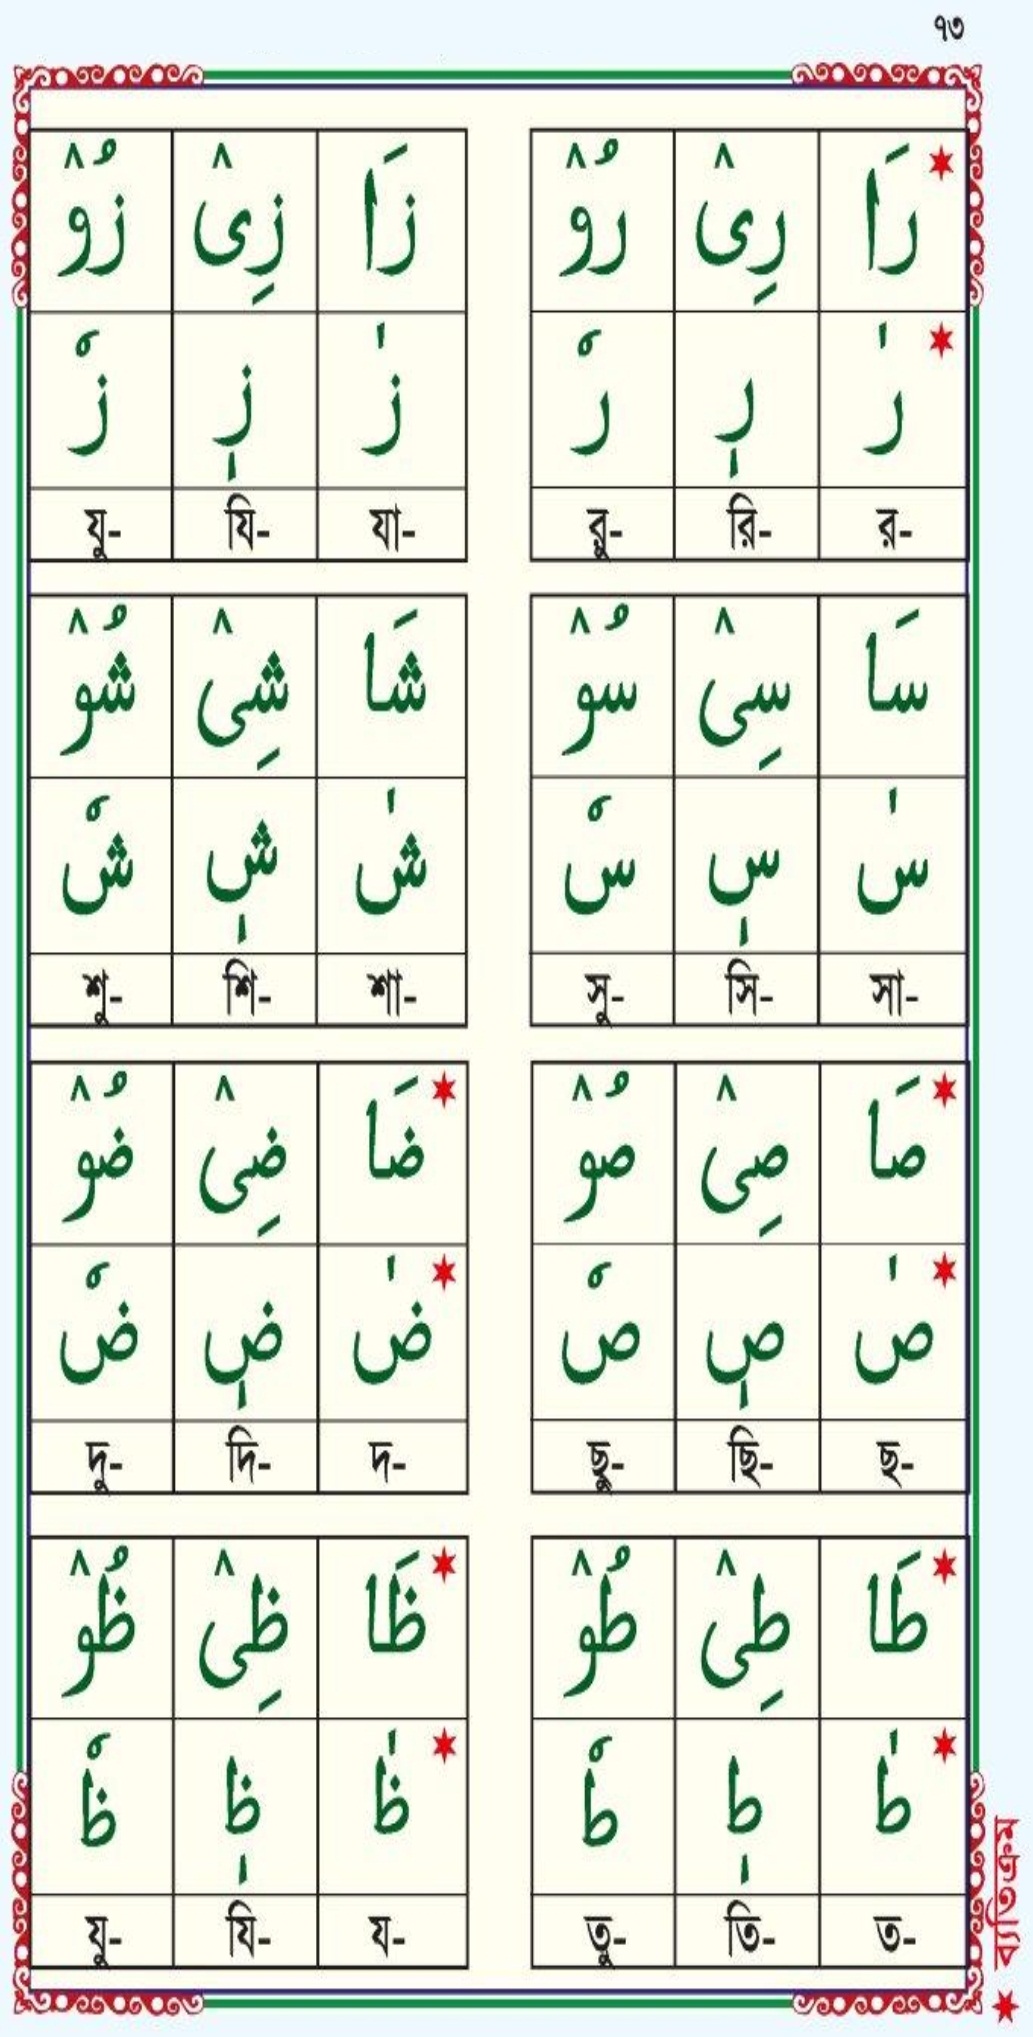 ৭৩
رَا رِىْ رُوْ
رٰ رٖ رٗ
র- রি- রু-
زَا زِىْ زُوْ
زٰ زٖ زٗ
যা- যি- যু-
سَا سِىْ سُوْ
سٰ سٖ سٗ
সা- সি- সু-
شَا شِىْ شُوْ
شٰ شٖ شٗ
শা- শি- শু-
صَا صِىْ صُوْ
صٰ صٖ صٗ
ছ- ছি- ছু-
ضَا ضِىْ ضُوْ
ضٰ ضٖ ضٗ
দ- দি- দু-
طَا طِىْ طُوْ
طٰ طٖ طٗ
ত- তি- তু-
ظَا ظِىْ ظُوْ
ظٰ ظٖ ظٗ
য- যি- যু-
✶ ব্যতিক্রম